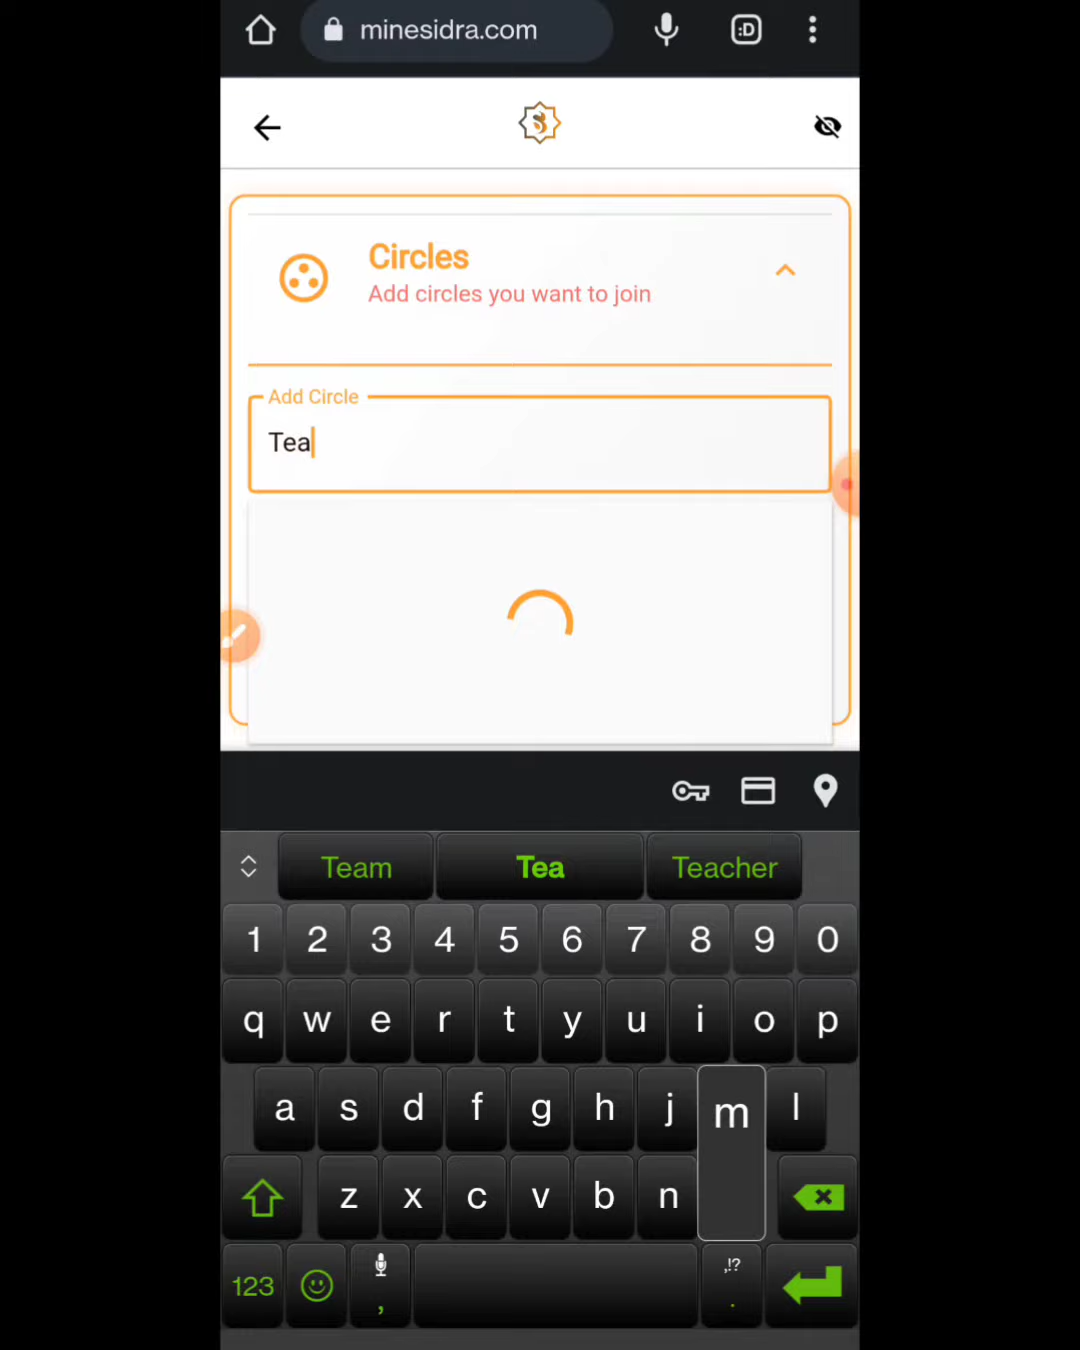 minesidra.com
:D
Circles
Add circles you want to join
Add Circle
Tea
Team Tea Teacher
1 2 3 4 5 6 7 8 9 0
q w e r t y u i o p
a s d f g h j m l
z x c v b n
123 , ,!? .